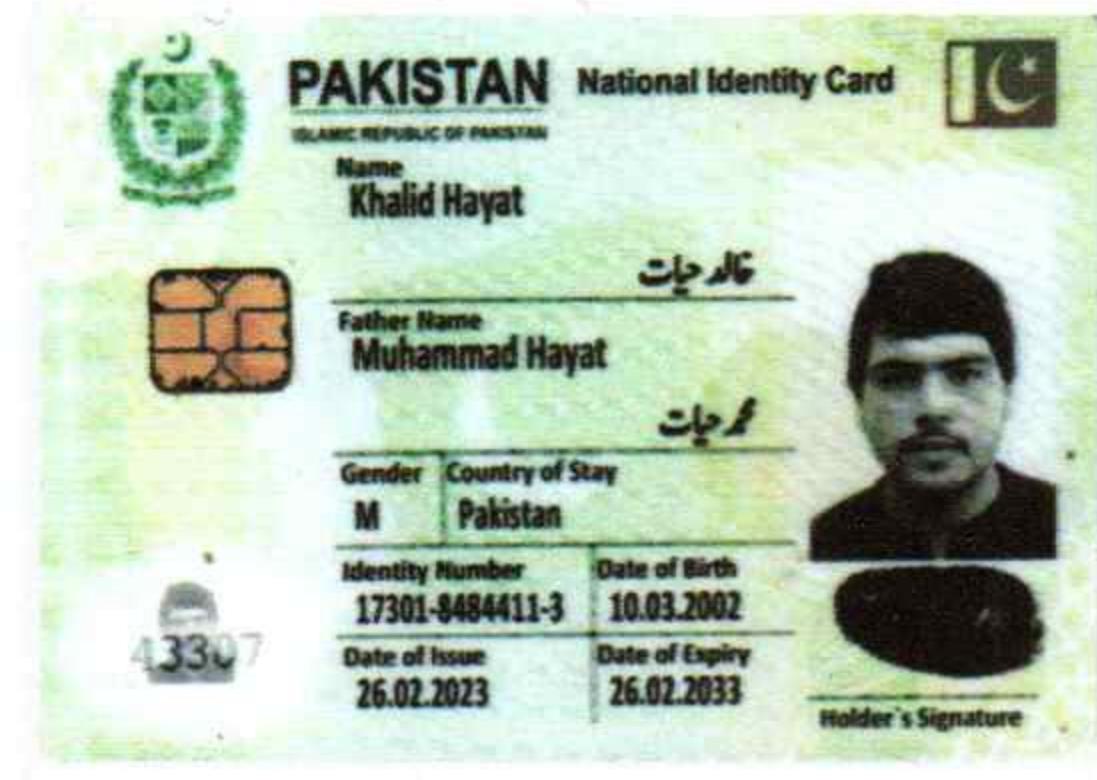 PAKISTAN National Identity Card
ISLAMIC REPUBLIC OF PAKISTAN
Name
Khalid Hayat
خالد حیات
Father Name
Muhammad Hayat
محمد حیات
Gender Country of Stay
M Pakistan
Identity Number Date of Birth
17301-8484411-3 10.03.2002
Date of Issue Date of Expiry
26.02.2023 26.02.2033
Holder`s Signature